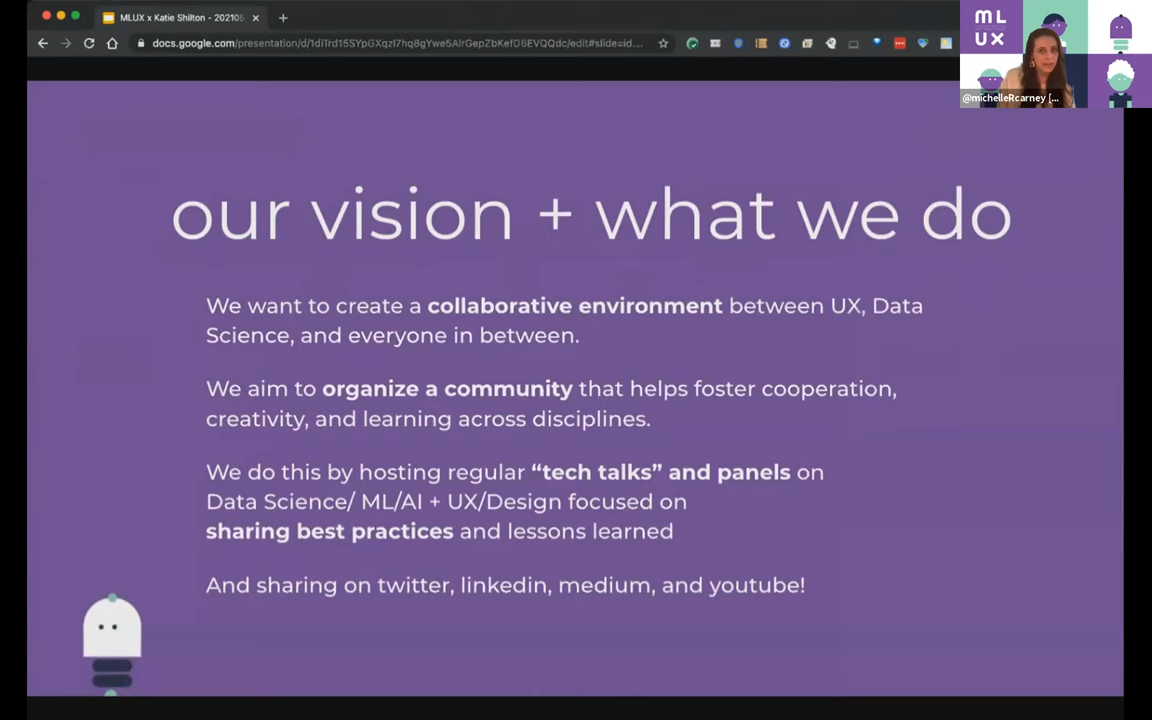 MLUX x Katie Shilton - 202105
docs.google.com/presentation/d/
ML
UX
@michelleRcarney [...
our vision + what we do
We want to create a collaborative environment between UX, Data
Science, and everyone in between.
We aim to organize a community that helps foster cooperation,
creativity, and learning across disciplines.
We do this by hosting regular “tech talks” and panels on
Data Science/ ML/AI + UX/Design focused on
sharing best practices and lessons learned
And sharing on twitter, linkedin, medium, and youtube!